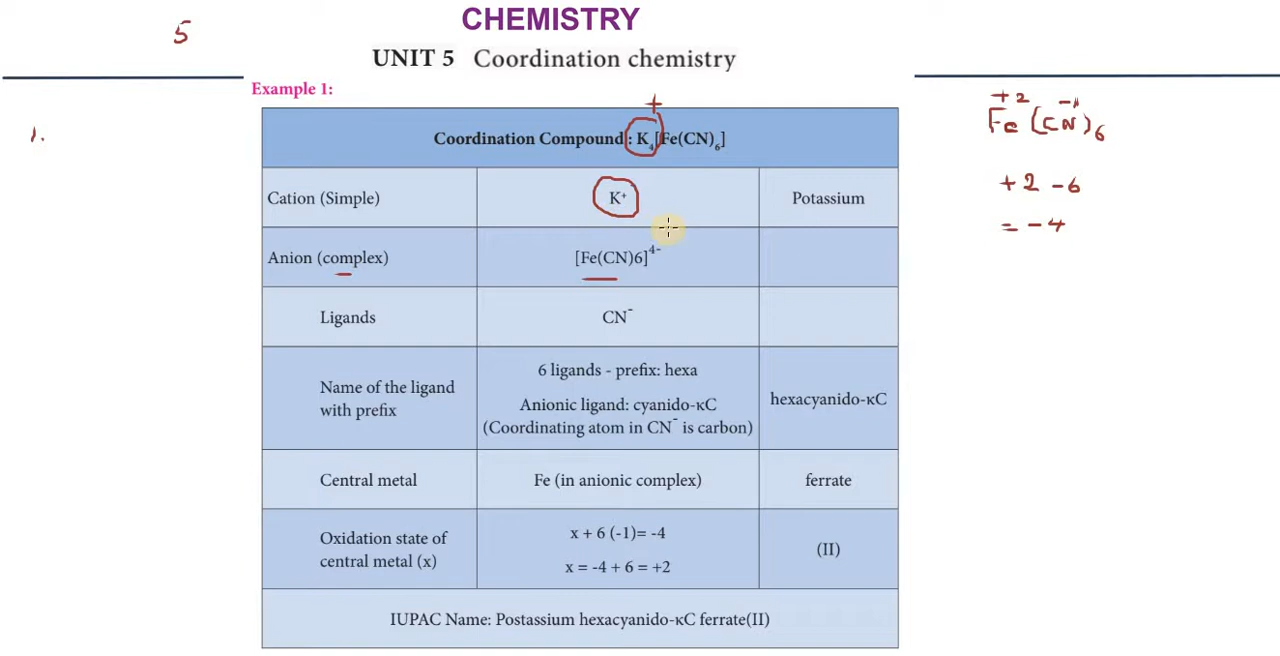 CHEMISTRY
5
UNIT 5 Coordination chemistry
Example 1:
+
Coordination Compound : K₄[Fe(CN)₆]
+2 -1
Fe (CN)₆
1.
Cation (Simple) K⁺ Potassium
+2 -6
= -4
Anion (complex) [Fe(CN)6]⁴⁻
Ligands CN⁻
Name of the ligand
with prefix
6 ligands - prefix: hexa
Anionic ligand: cyanido-κC
(Coordinating atom in CN⁻ is carbon)
hexacyanido-κC
Central metal Fe (in anionic complex) ferrate
Oxidation state of
central metal (x)
x + 6 (-1)= -4
x = -4 + 6 = +2
(II)
IUPAC Name: Postassium hexacyanido-κC ferrate(II)